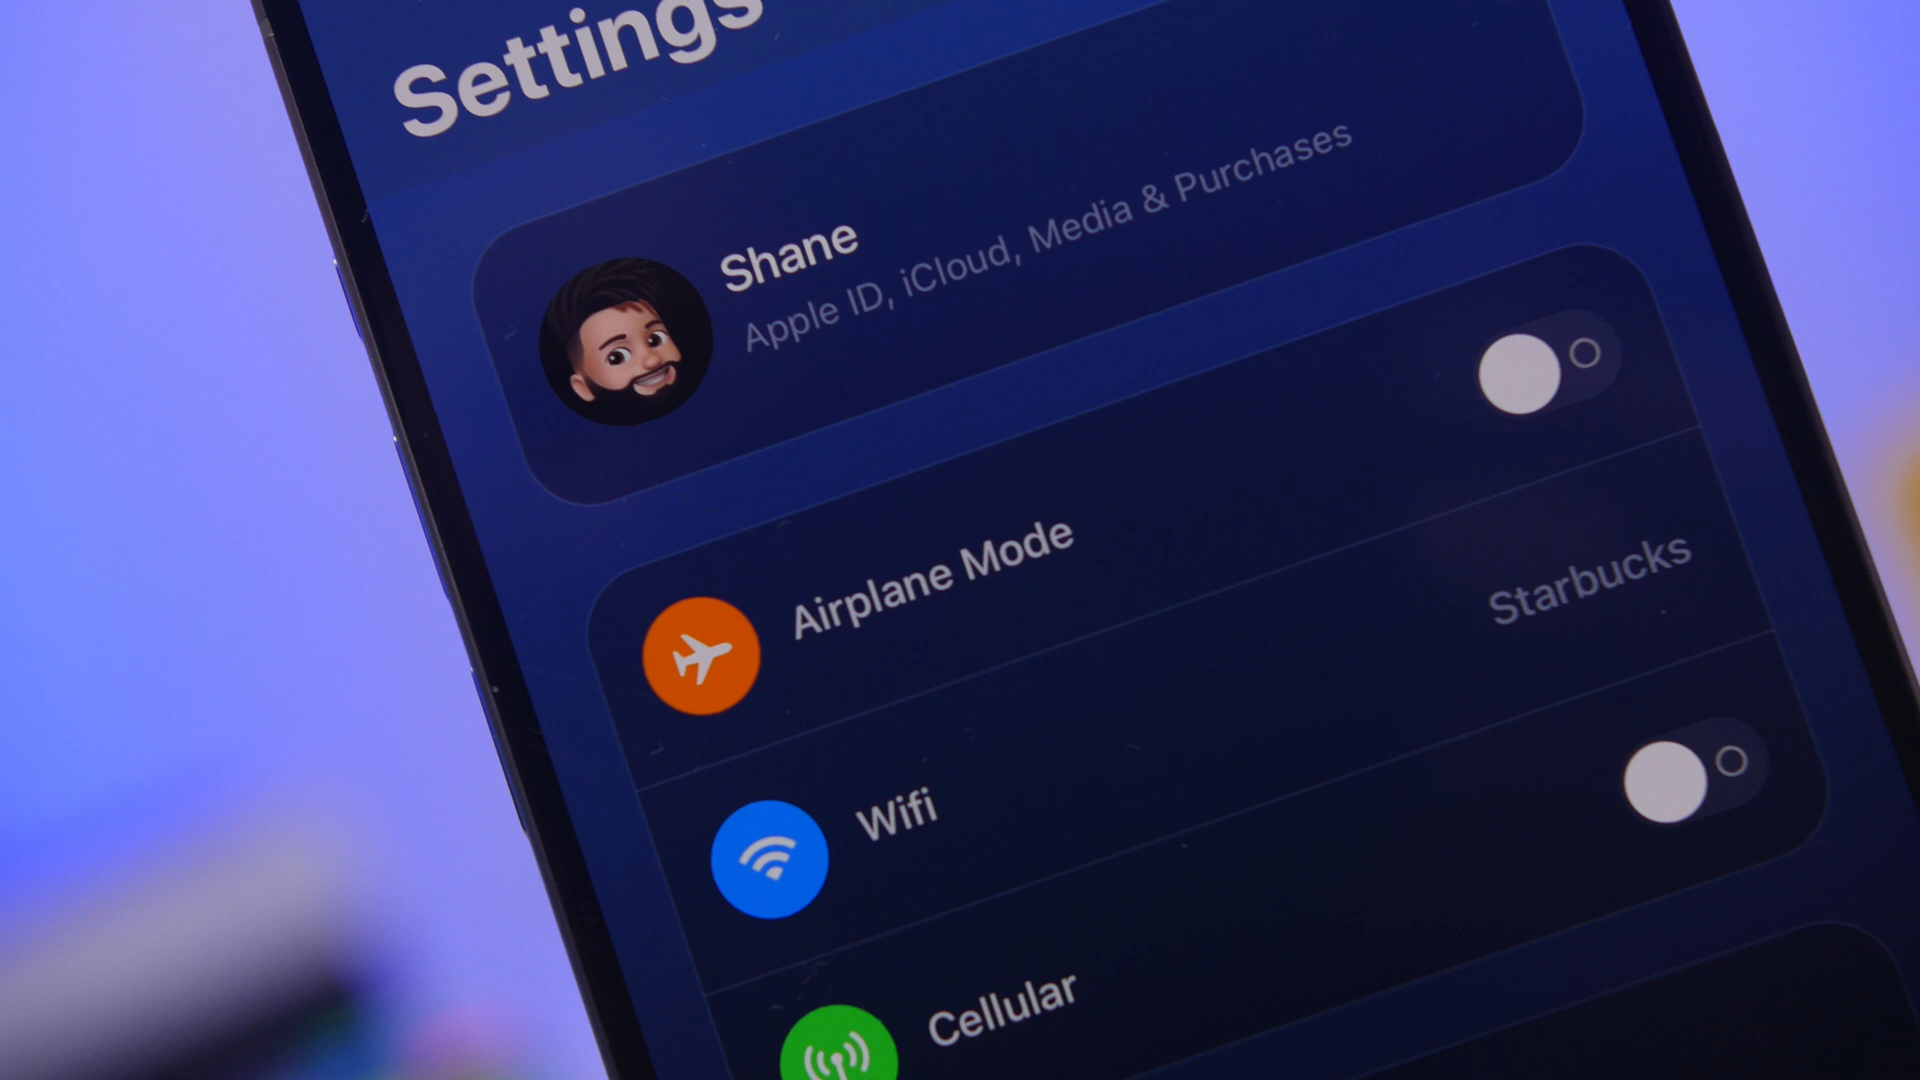 Settings
Shane
Apple ID, iCloud, Media & Purchases
Airplane Mode
Wifi
Starbucks
Cellular